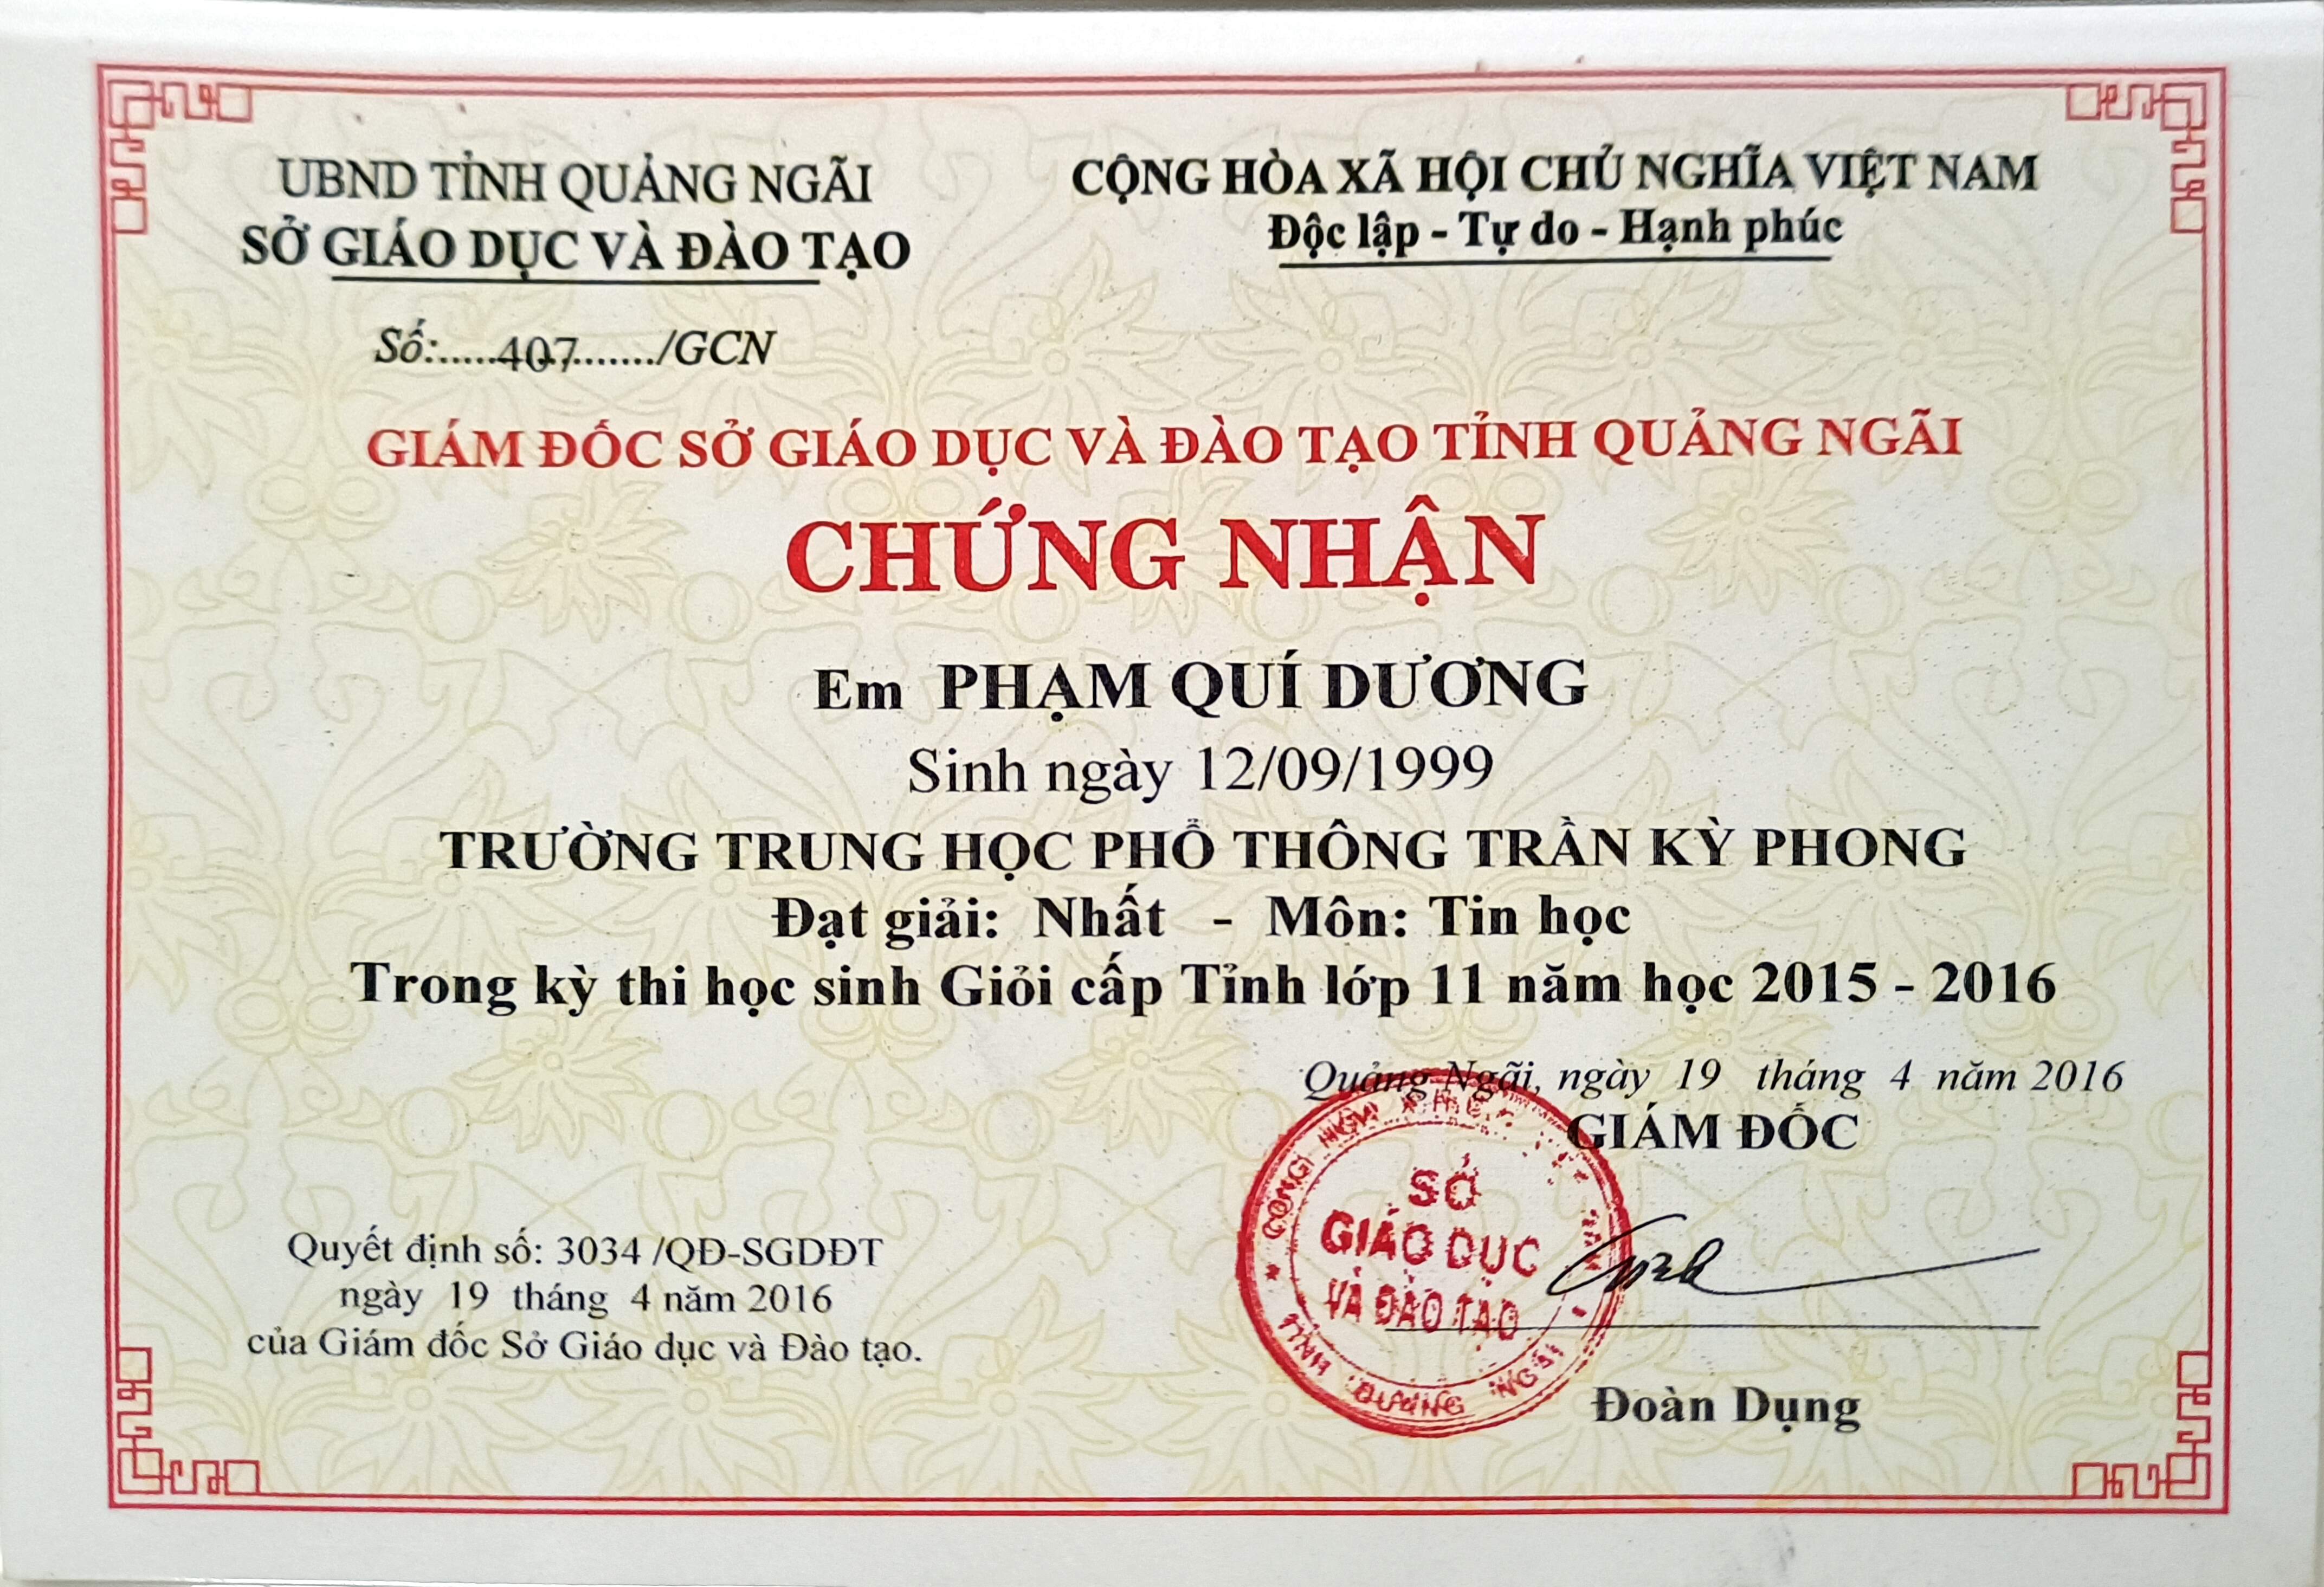 UBND TỈNH QUẢNG NGÃI
SỞ GIÁO DỤC VÀ ĐÀO TẠO
CỘNG HÒA XÃ HỘI CHỦ NGHĨA VIỆT NAM
Độc lập - Tự do - Hạnh phúc
Số:.....407......../GCN
GIÁM ĐỐC SỞ GIÁO DỤC VÀ ĐÀO TẠO TỈNH QUẢNG NGÃI
CHỨNG NHẬN
Em PHẠM QUÍ DƯƠNG
Sinh ngày 12/09/1999
TRƯỜNG TRUNG HỌC PHỔ THÔNG TRẦN KỲ PHONG
Đạt giải: Nhất - Môn: Tin học
Trong kỳ thi học sinh Giỏi cấp Tỉnh lớp 11 năm học 2015 - 2016
Quảng Ngãi, ngày 19 tháng 4 năm 2016
GIÁM ĐỐC
SỞ
GIÁO DỤC
VÀ ĐÀO TẠO
TỈNH QUẢNG NGÃI
Đoàn Dụng
Quyết định số: 3034 /QĐ-SGDĐT
ngày 19 tháng 4 năm 2016
của Giám đốc Sở Giáo dục và Đào tạo.